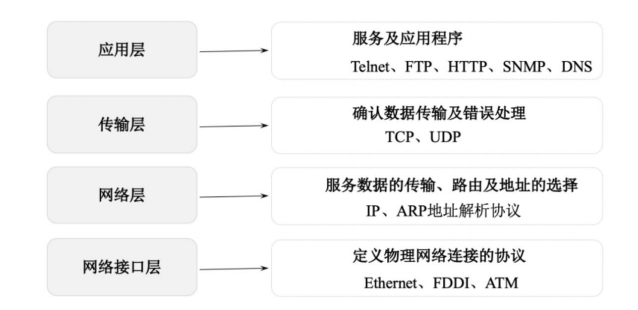 应用层
服务及应用程序
Telnet、FTP、HTTP、SNMP、DNS
传输层
确认数据传输及错误处理
TCP、UDP
网络层
服务数据的传输、路由及地址的选择
IP、ARP地址解析协议
网络接口层
定义物理网络连接的协议
Ethernet、FDDI、ATM